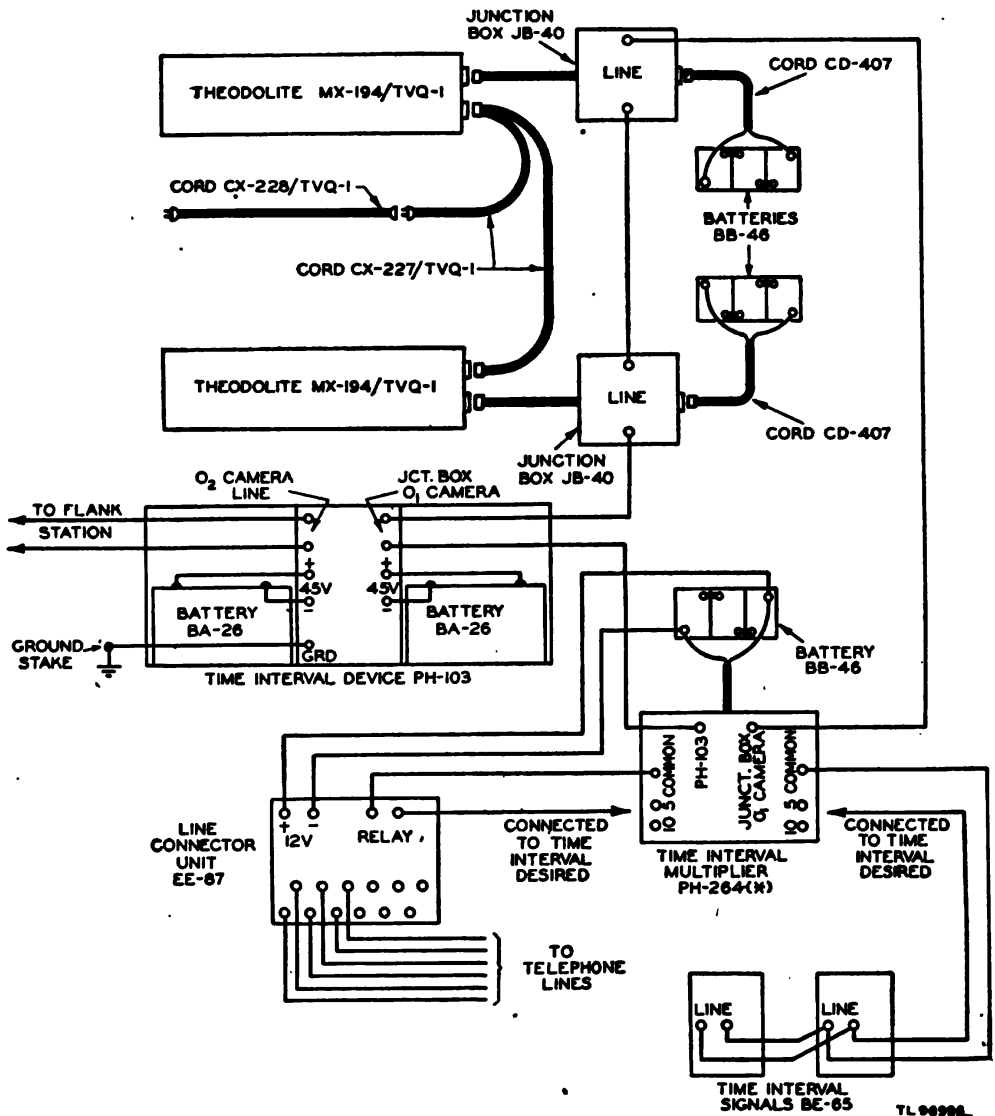 JUNCTION
BOX JB-40
LINE
CORD CD-407
THEODOLITE MX-194/TVQ-1
CORD CX-228/TVQ-1
BATTERIES
BB-46
CORD CX-227/TVQ-1
THEODOLITE MX-194/TVQ-1
LINE
CORD CD-407
JUNCTION
BOX JB-40
O2 CAMERA
LINE
JCT. BOX
O1 CAMERA
TO FLANK
STATION
+
45V
-
+
45V
-
BATTERY
BA-26
BATTERY
BA-26
GROUND
STAKE
GRD
TIME INTERVAL DEVICE PH-103
BATTERY
BB-46
COMMON
5
10
PH-103
JUNCT. BOX
O1 CAMERA
COMMON
5
10
LINE
CONNECTOR
UNIT
EE-87
+ -
12V
RELAY
CONNECTED
TO TIME
INTERVAL
DESIRED
TIME INTERVAL
MULTIPLIER
PH-264(X)
CONNECTED
TO TIME
INTERVAL
DESIRED
TO
TELEPHONE
LINES
LINE
LINE
TIME INTERVAL
SIGNALS BE-65